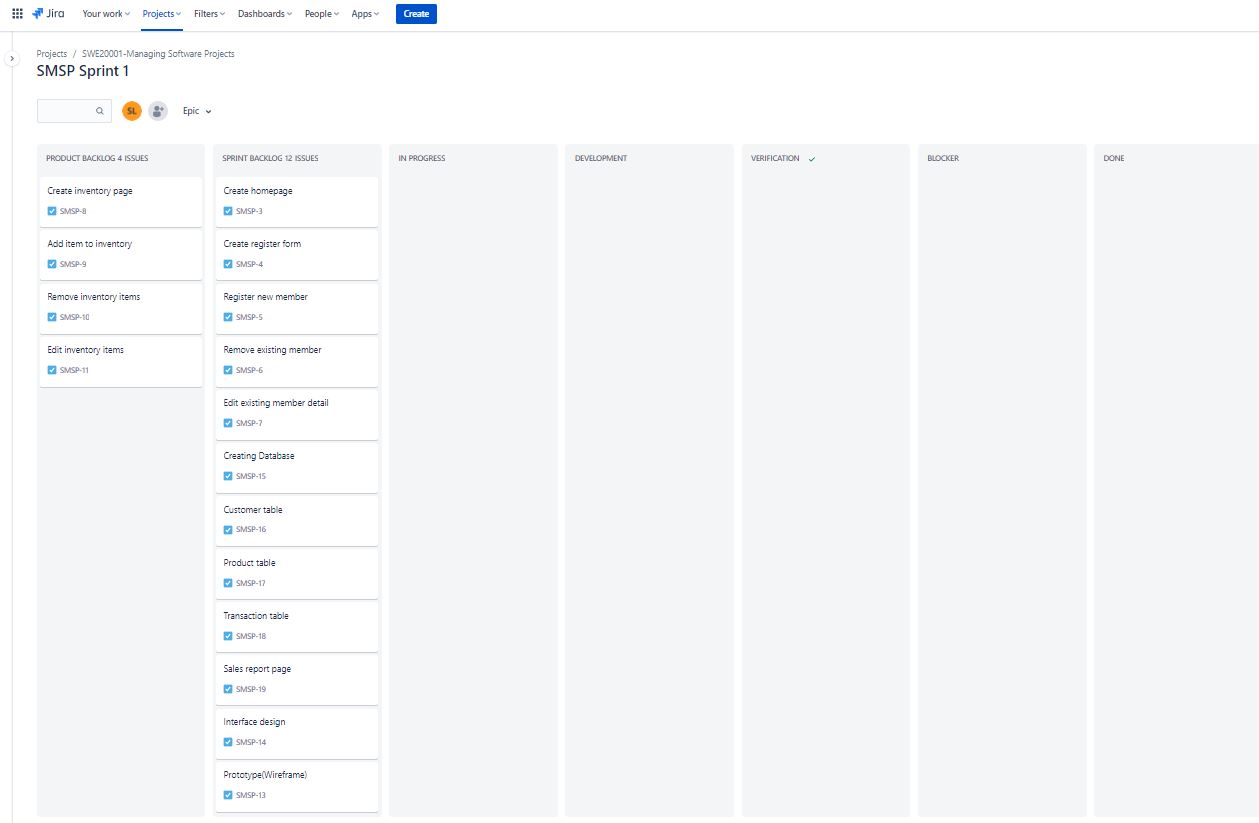 Jira Your work Projects Filters Dashboards People Apps Create
Projects / SWE20001-Managing Software Projects
SMSP Sprint 1
SL Epic
PRODUCT BACKLOG 4 ISSUES
Create inventory page
SMSP-8
Add item to inventory
SMSP-9
Remove inventory items
SMSP-10
Edit inventory items
SMSP-11
SPRINT BACKLOG 12 ISSUES
Create homepage
SMSP-3
Create register form
SMSP-4
Register new member
SMSP-5
Remove existing member
SMSP-6
Edit existing member detail
SMSP-7
Creating Database
SMSP-15
Customer table
SMSP-16
Product table
SMSP-17
Transaction table
SMSP-18
Sales report page
SMSP-19
Interface design
SMSP-14
Prototype(Wireframe)
SMSP-13
IN PROGRESS
DEVELOPMENT
VERIFICATION
BLOCKER
DONE